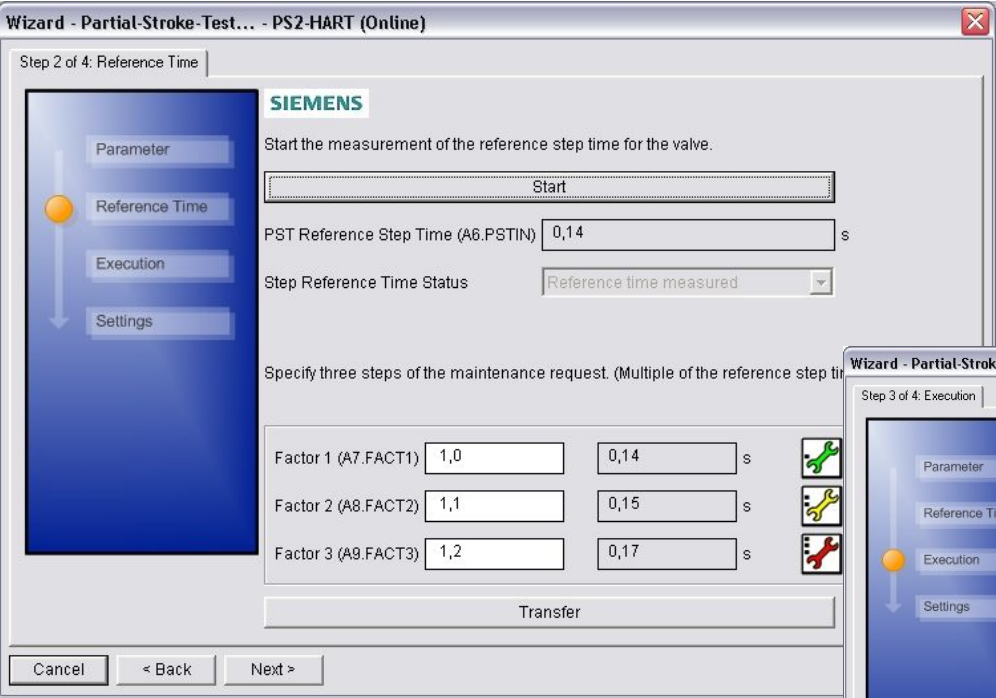 Wizard - Partial-Stroke-Test... - PS2-HART (Online)
Step 2 of 4: Reference Time
SIEMENS
Parameter
Reference Time
Execution
Settings
Start the measurement of the reference step time for the valve.
Start
PST Reference Step Time (A6.PSTIN) 0,14 s
Step Reference Time Status Reference time measured
Specify three steps of the maintenance request. (Multiple of the reference step
Factor 1 (A7.FACT1) 1,0 0,14 s
Factor 2 (A8.FACT2) 1,1 0,15 s
Factor 3 (A9.FACT3) 1,2 0,17 s
Transfer
Cancel < Back Next >
Wizard - Partial-Strok
Step 3 of 4: Execution
Parameter
Reference Ti
Execution
Settings